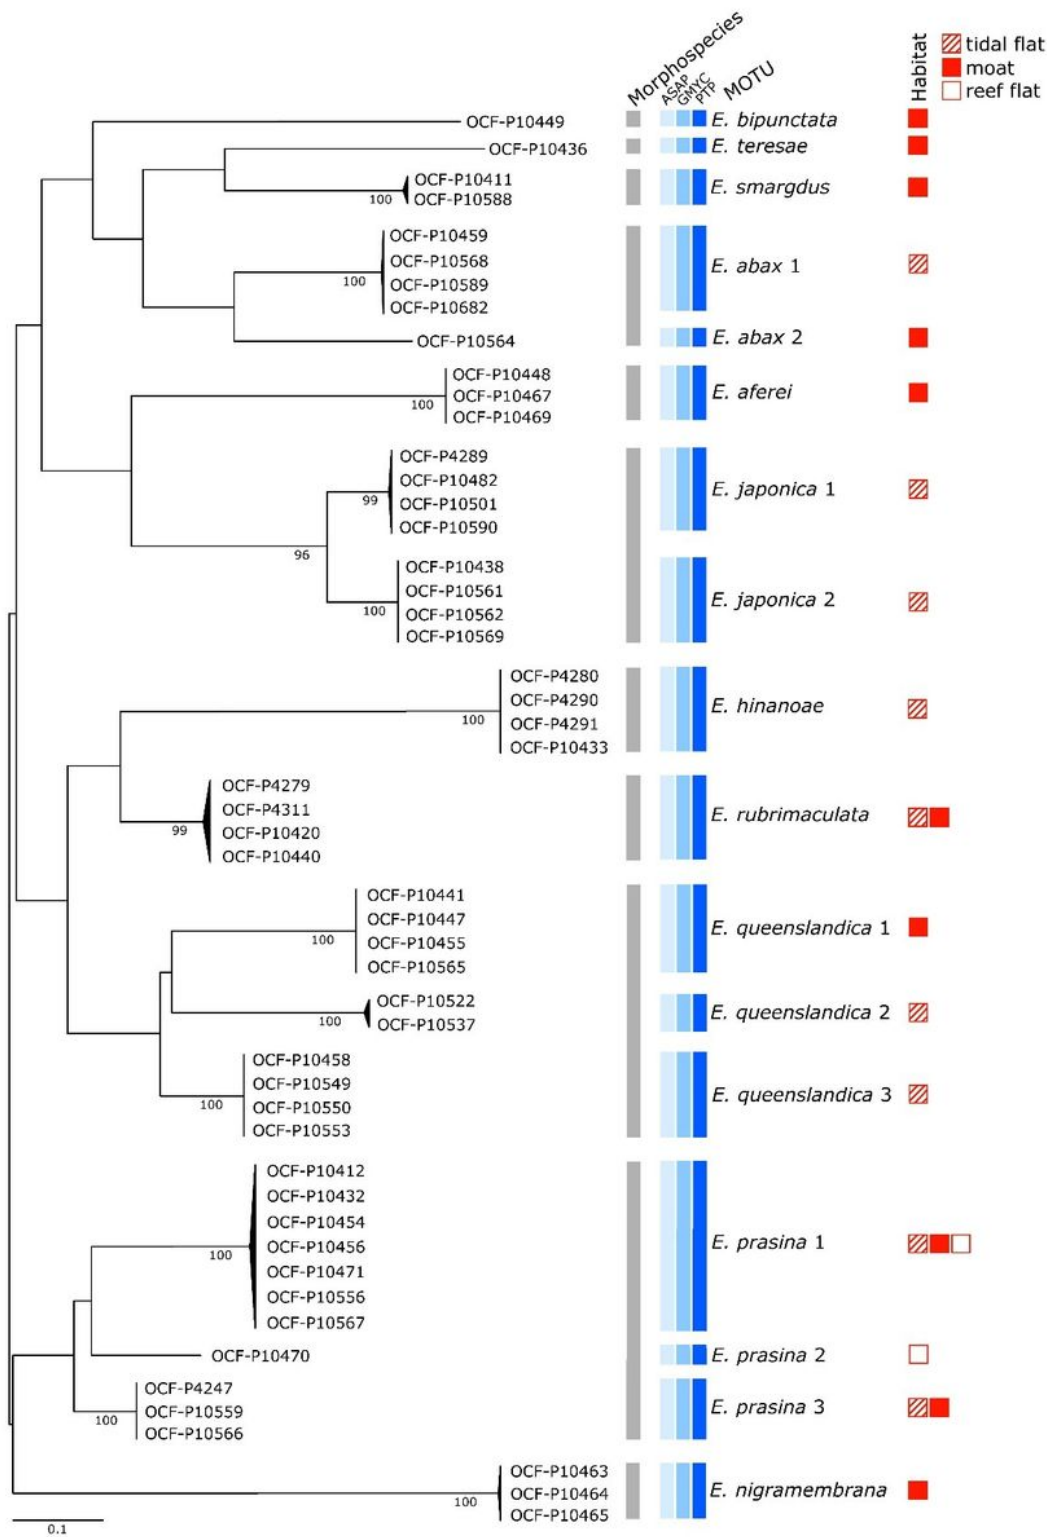 Morphospecies
ASAP
GMYC
PTP
MOTU
Habitat
tidal flat
moat
reef flat
OCF-P10449
E. bipunctata
OCF-P10436
E. teresae
OCF-P10411
100
OCF-P10588
E. smargdus
OCF-P10459
OCF-P10568
100
OCF-P10589
OCF-P10682
E. abax 1
OCF-P10564
E. abax 2
OCF-P10448
OCF-P10467
100
OCF-P10469
E. aferei
OCF-P4289
OCF-P10482
99
OCF-P10501
OCF-P10590
E. japonica 1
96
OCF-P10438
OCF-P10561
100
OCF-P10562
OCF-P10569
E. japonica 2
OCF-P4280
OCF-P4290
100
OCF-P4291
OCF-P10433
E. hinanoae
OCF-P4279
OCF-P4311
99
OCF-P10420
OCF-P10440
E. rubrimaculata
OCF-P10441
OCF-P10447
100
OCF-P10455
OCF-P10565
E. queenslandica 1
OCF-P10522
100
OCF-P10537
E. queenslandica 2
OCF-P10458
OCF-P10549
100
OCF-P10550
OCF-P10553
E. queenslandica 3
OCF-P10412
OCF-P10432
OCF-P10454
100
OCF-P10456
OCF-P10471
OCF-P10556
OCF-P10567
E. prasina 1
OCF-P10470
E. prasina 2
OCF-P4247
100
OCF-P10559
OCF-P10566
E. prasina 3
OCF-P10463
100
OCF-P10464
OCF-P10465
E. nigramembrana
0.1